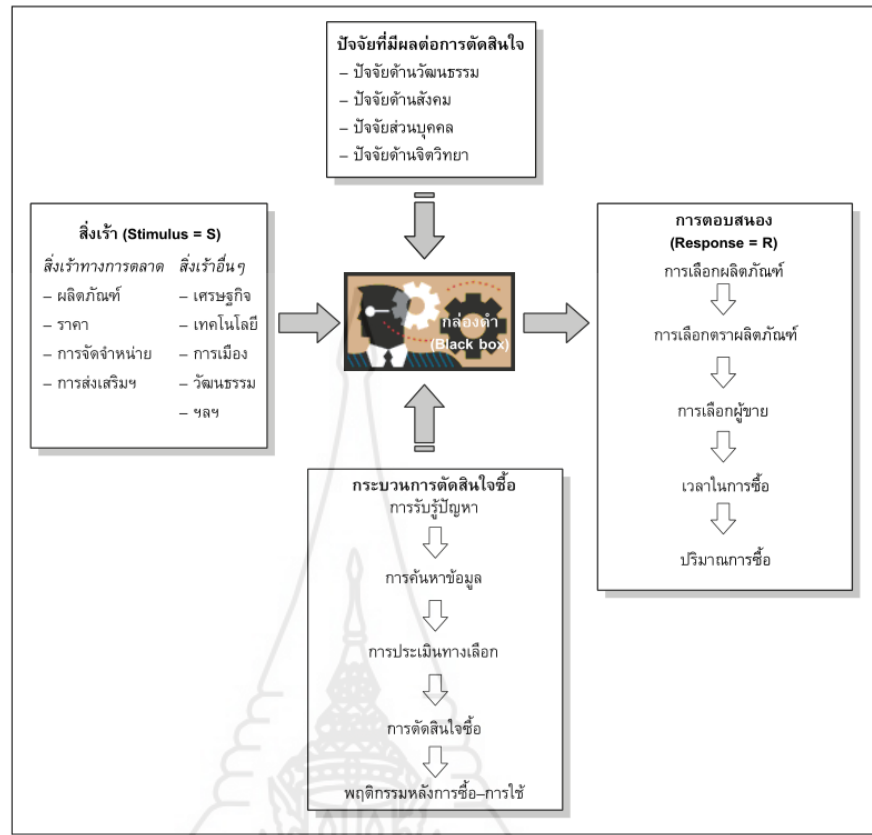 ปัจจัยที่มีผลต่อการตัดสินใจ
– ปัจจัยด้านวัฒนธรรม
– ปัจจัยด้านสังคม
– ปัจจัยส่วนบุคคล
– ปัจจัยด้านจิตวิทยา
สิ่งเร้า (Stimulus = S)
สิ่งเร้าทางการตลาด สิ่งเร้าอื่นๆ
– ผลิตภัณฑ์ – เศรษฐกิจ
– ราคา – เทคโนโลยี
– การจัดจำหน่าย – การเมือง
– การส่งเสริมฯ – วัฒนธรรม
– ฯลฯ
กล่องดำ
(Black box)
การตอบสนอง
(Response = R)
การเลือกผลิตภัณฑ์
การเลือกตราผลิตภัณฑ์
การเลือกผู้ขาย
เวลาในการซื้อ
ปริมาณการซื้อ
กระบวนการตัดสินใจซื้อ
การรับรู้ปัญหา
การค้นหาข้อมูล
การประเมินทางเลือก
การตัดสินใจซื้อ
พฤติกรรมหลังการซื้อ–การใช้